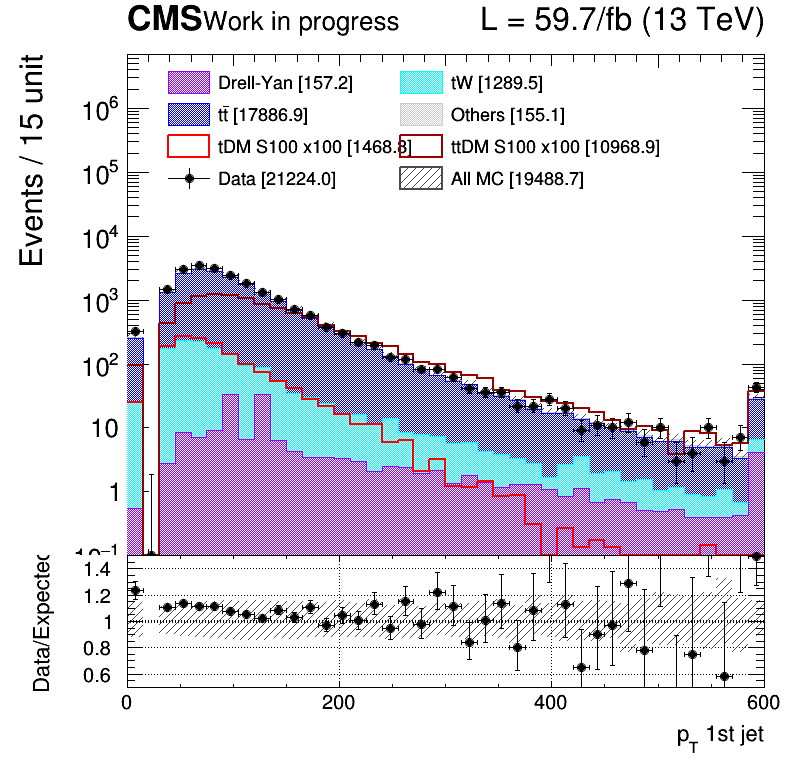 CMS Work in progress L = 59.7/fb (13 TeV)
Events / 15 unit
Drell-Yan [157.2] tW [1289.5]
tt̄ [17886.9] Others [155.1]
tDM S100 x100 [1468.8] ttDM S100 x100 [10968.9]
Data [21224.0] All MC [19488.7]
10⁶
10⁵
10⁴
10³
10²
10
1
10⁻¹
Data/Expected
1.4
1.2
1
0.8
0.6
0 200 400 600
p_T 1st jet